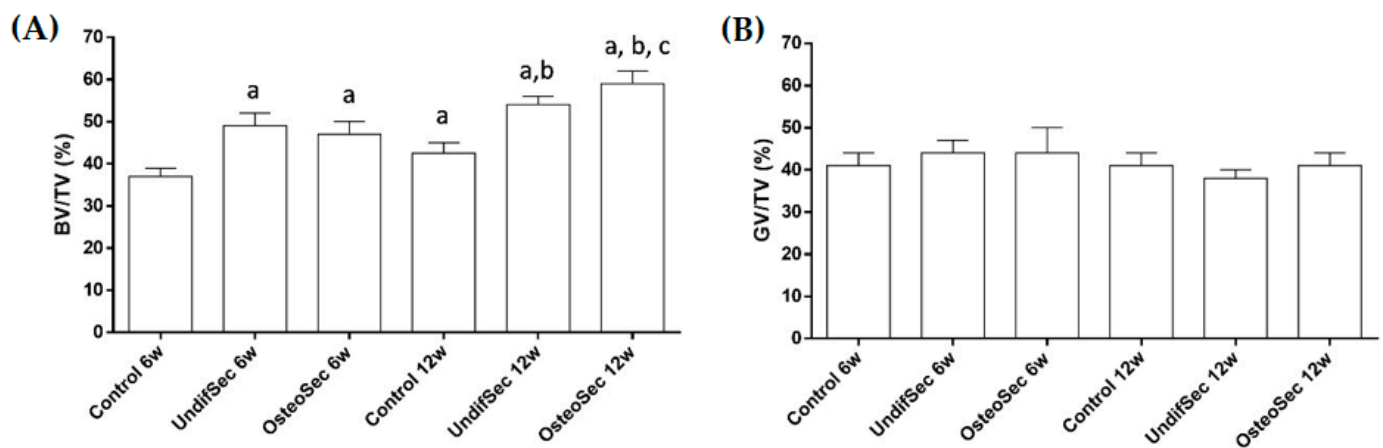 (A)
BV/TV (%)
70
60
50
40
30
20
10
0
a
a
a
a,b
a, b, c
Control 6w
UndifSec 6w
OsteoSec 6w
Control 12w
UndifSec 12w
OsteoSec 12w
(B)
GV/TV (%)
70
60
50
40
30
20
10
0
Control 6w
UndifSec 6w
OsteoSec 6w
Control 12w
UndifSec 12w
OsteoSec 12w